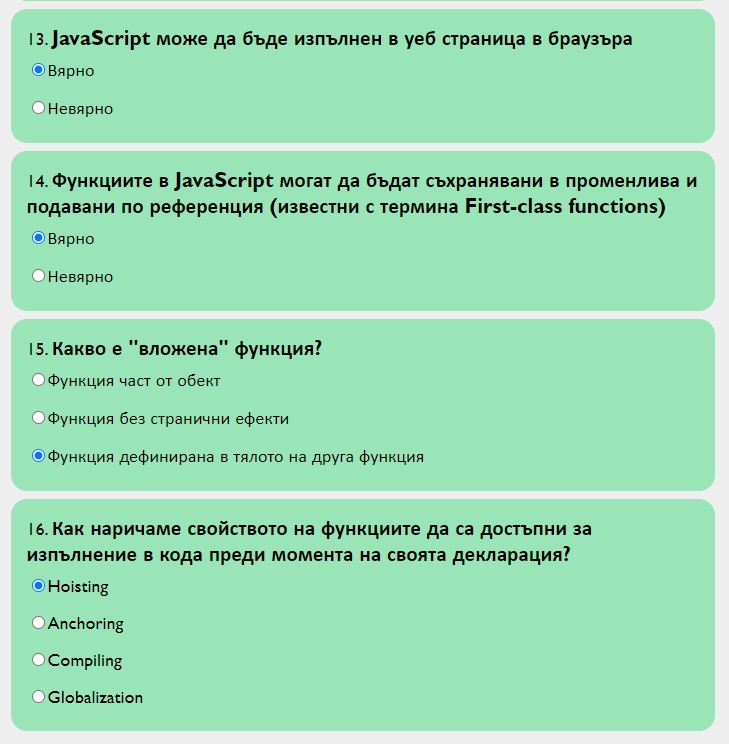 13. JavaScript може да бъде изпълнен в уеб страница в браузъра
Вярно
Невярно
14. Функциите в JavaScript могат да бъдат съхранявани в променлива и
подавани по референция (известни с термина First-class functions)
Вярно
Невярно
15. Какво е "вложена" функция?
Функция част от обект
Функция без странични ефекти
Функция дефинирана в тялото на друга функция
16. Как наричаме свойството на функциите да са достъпни за
изпълнение в кода преди момента на своята декларация?
Hoisting
Anchoring
Compiling
Globalization